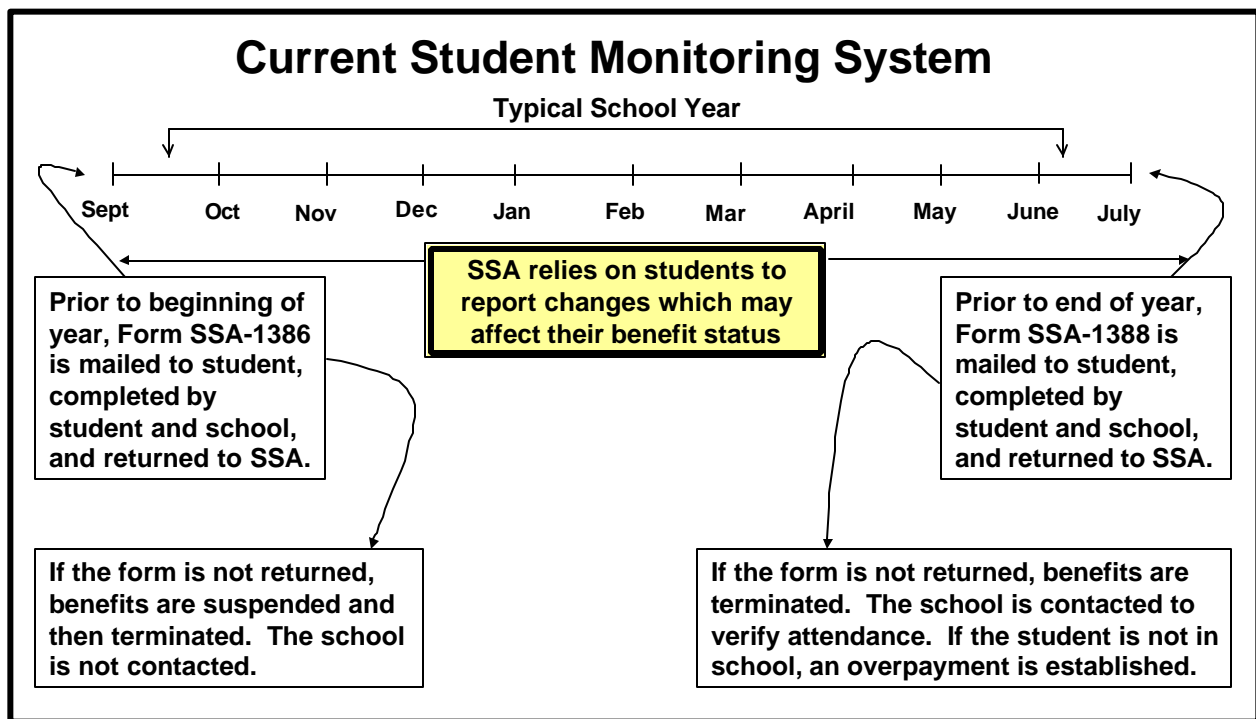 Current Student Monitoring System
Typical School Year
Sept Oct Nov Dec Jan Feb Mar April May June July
SSA relies on students to
report changes which may
affect their benefit status
Prior to beginning of
year, Form SSA-1386
is mailed to student,
completed by
student and school,
and returned to SSA.
Prior to end of year,
Form SSA-1388 is
mailed to student,
completed by
student and school,
and returned to SSA.
If the form is not returned,
benefits are suspended and
then terminated.  The school
is not contacted.
If the form is not returned, benefits are
terminated.  The school is contacted to
verify attendance.  If the student is not in
school, an overpayment is established.